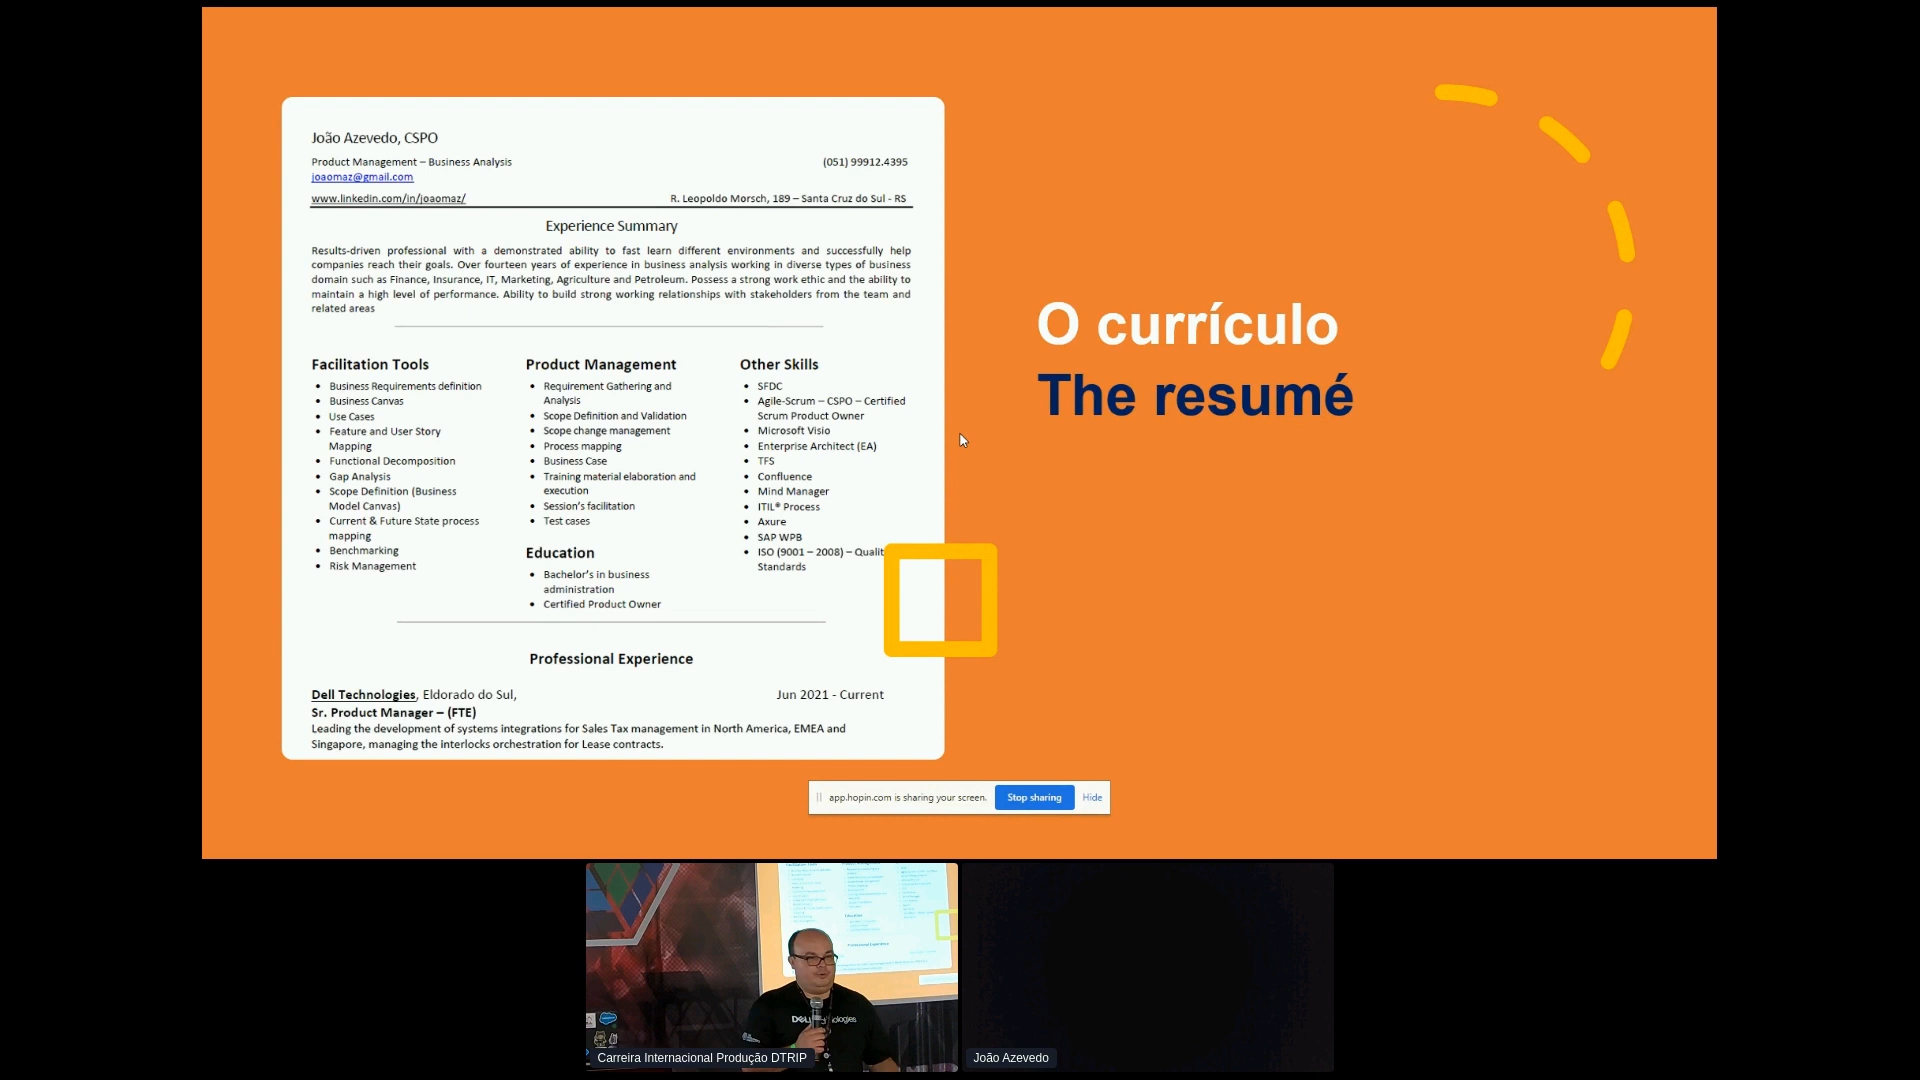 João Azevedo, CSPO
Product Management – Business Analysis
(051) 99912.4395
joaomaz@gmail.com
www.linkedin.com/in/joaomaz/
R. Leopoldo Morsch, 189 – Santa Cruz do Sul - RS
Experience Summary
Results-driven professional with a demonstrated ability to fast learn different environments and successfully help
companies reach their goals. Over fourteen years of experience in business analysis working in diverse types of business
domain such as Finance, Insurance, IT, Marketing, Agriculture and Petroleum. Possess a strong work ethic and the ability to
maintain a high level of performance. Ability to build strong working relationships with stakeholders from the team and
related areas
Facilitation Tools
• Business Requirements definition
• Business Canvas
• Use Cases
• Feature and User Story
Mapping
• Functional Decomposition
• Gap Analysis
• Scope Definition (Business
Model Canvas)
• Current & Future State process
mapping
• Benchmarking
• Risk Management
Product Management
• Requirement Gathering and
Analysis
• Scope Definition and Validation
• Scope change management
• Process mapping
• Business Case
• Training material elaboration and
execution
• Session's facilitation
• Test cases
Education
• Bachelor's in business
administration
• Certified Product Owner
Other Skills
• SFDC
• Agile-Scrum – CSPO – Certified
Scrum Product Owner
• Microsoft Visio
• Enterprise Architect (EA)
• TFS
• Confluence
• Mind Manager
• ITIL® Process
• Axure
• SAP WPB
• ISO (9001 – 2008) – Qualit
Standards
Professional Experience
Dell Technologies, Eldorado do Sul,
Jun 2021 - Current
Sr. Product Manager – (FTE)
Leading the development of systems integrations for Sales Tax management in North America, EMEA and
Singapore, managing the interlocks orchestration for Lease contracts.
O currículo
The resumé
app.hopin.com is sharing your screen.
Stop sharing
Hide
Carreira Internacional Produção DTRIP
João Azevedo